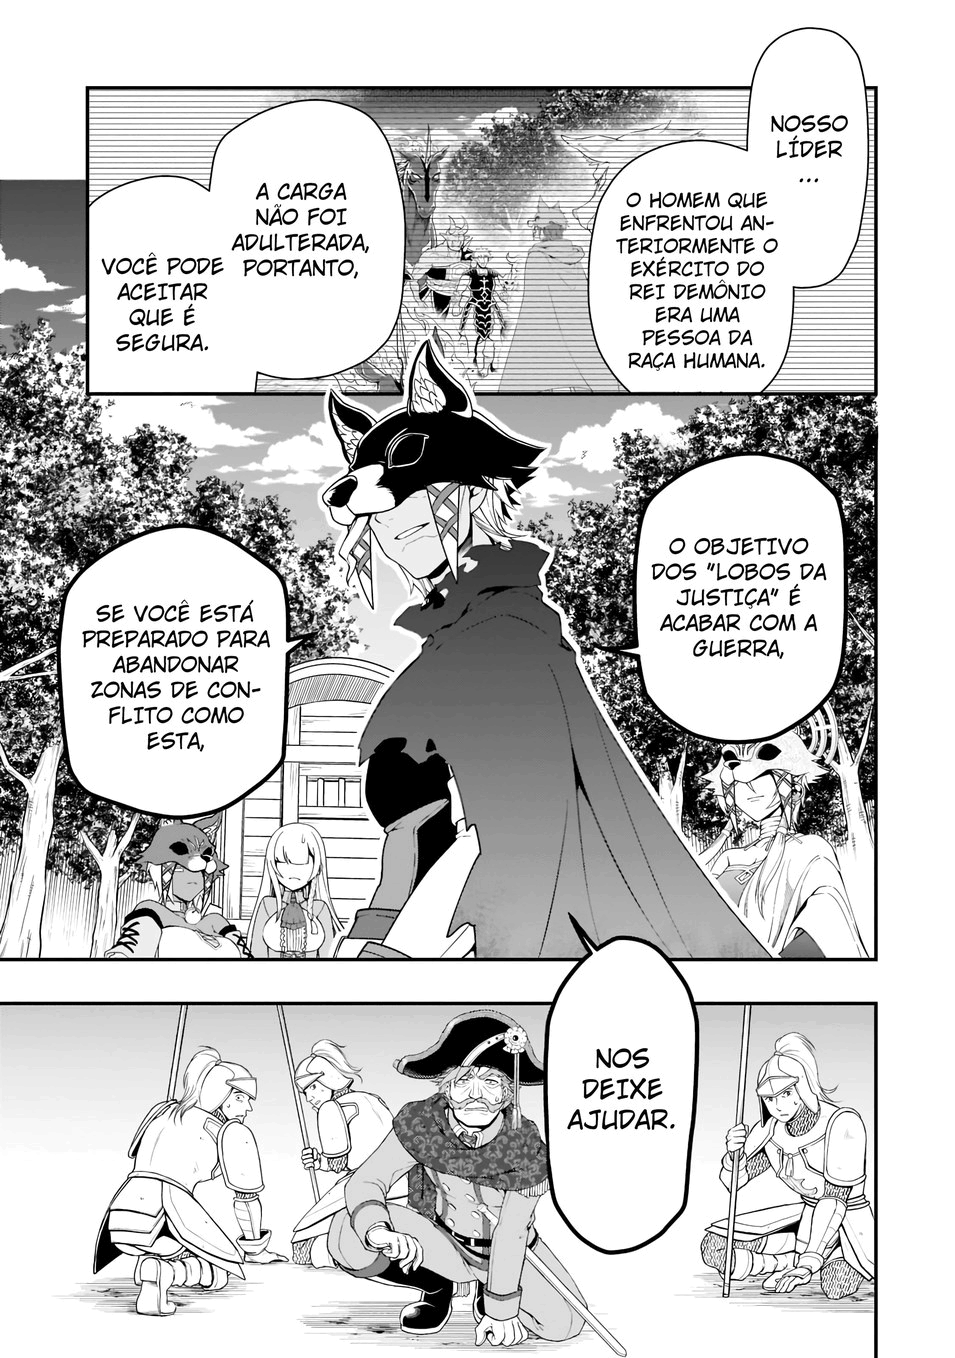 NOSSO
LÍDER
...
O HOMEM QUE
ENFRENTOU AN-
TERIORMENTE O
EXÉRCITO DO
REI DEMÔNIO
ERA UMA
PESSOA DA
RAÇA HUMANA.
A CARGA
NÃO FOI
ADULTERADA,
PORTANTO,
VOCÊ PODE
ACEITAR
QUE É
SEGURA.
O OBJETIVO
DOS "LOBOS DA
JUSTIÇA" É
ACABAR COM A
GUERRA,
SE VOCÊ ESTÁ
PREPARADO PARA
ABANDONAR
ZONAS DE CON-
FLITO COMO
ESTA,
NOS
DEIXE
AJUDAR.